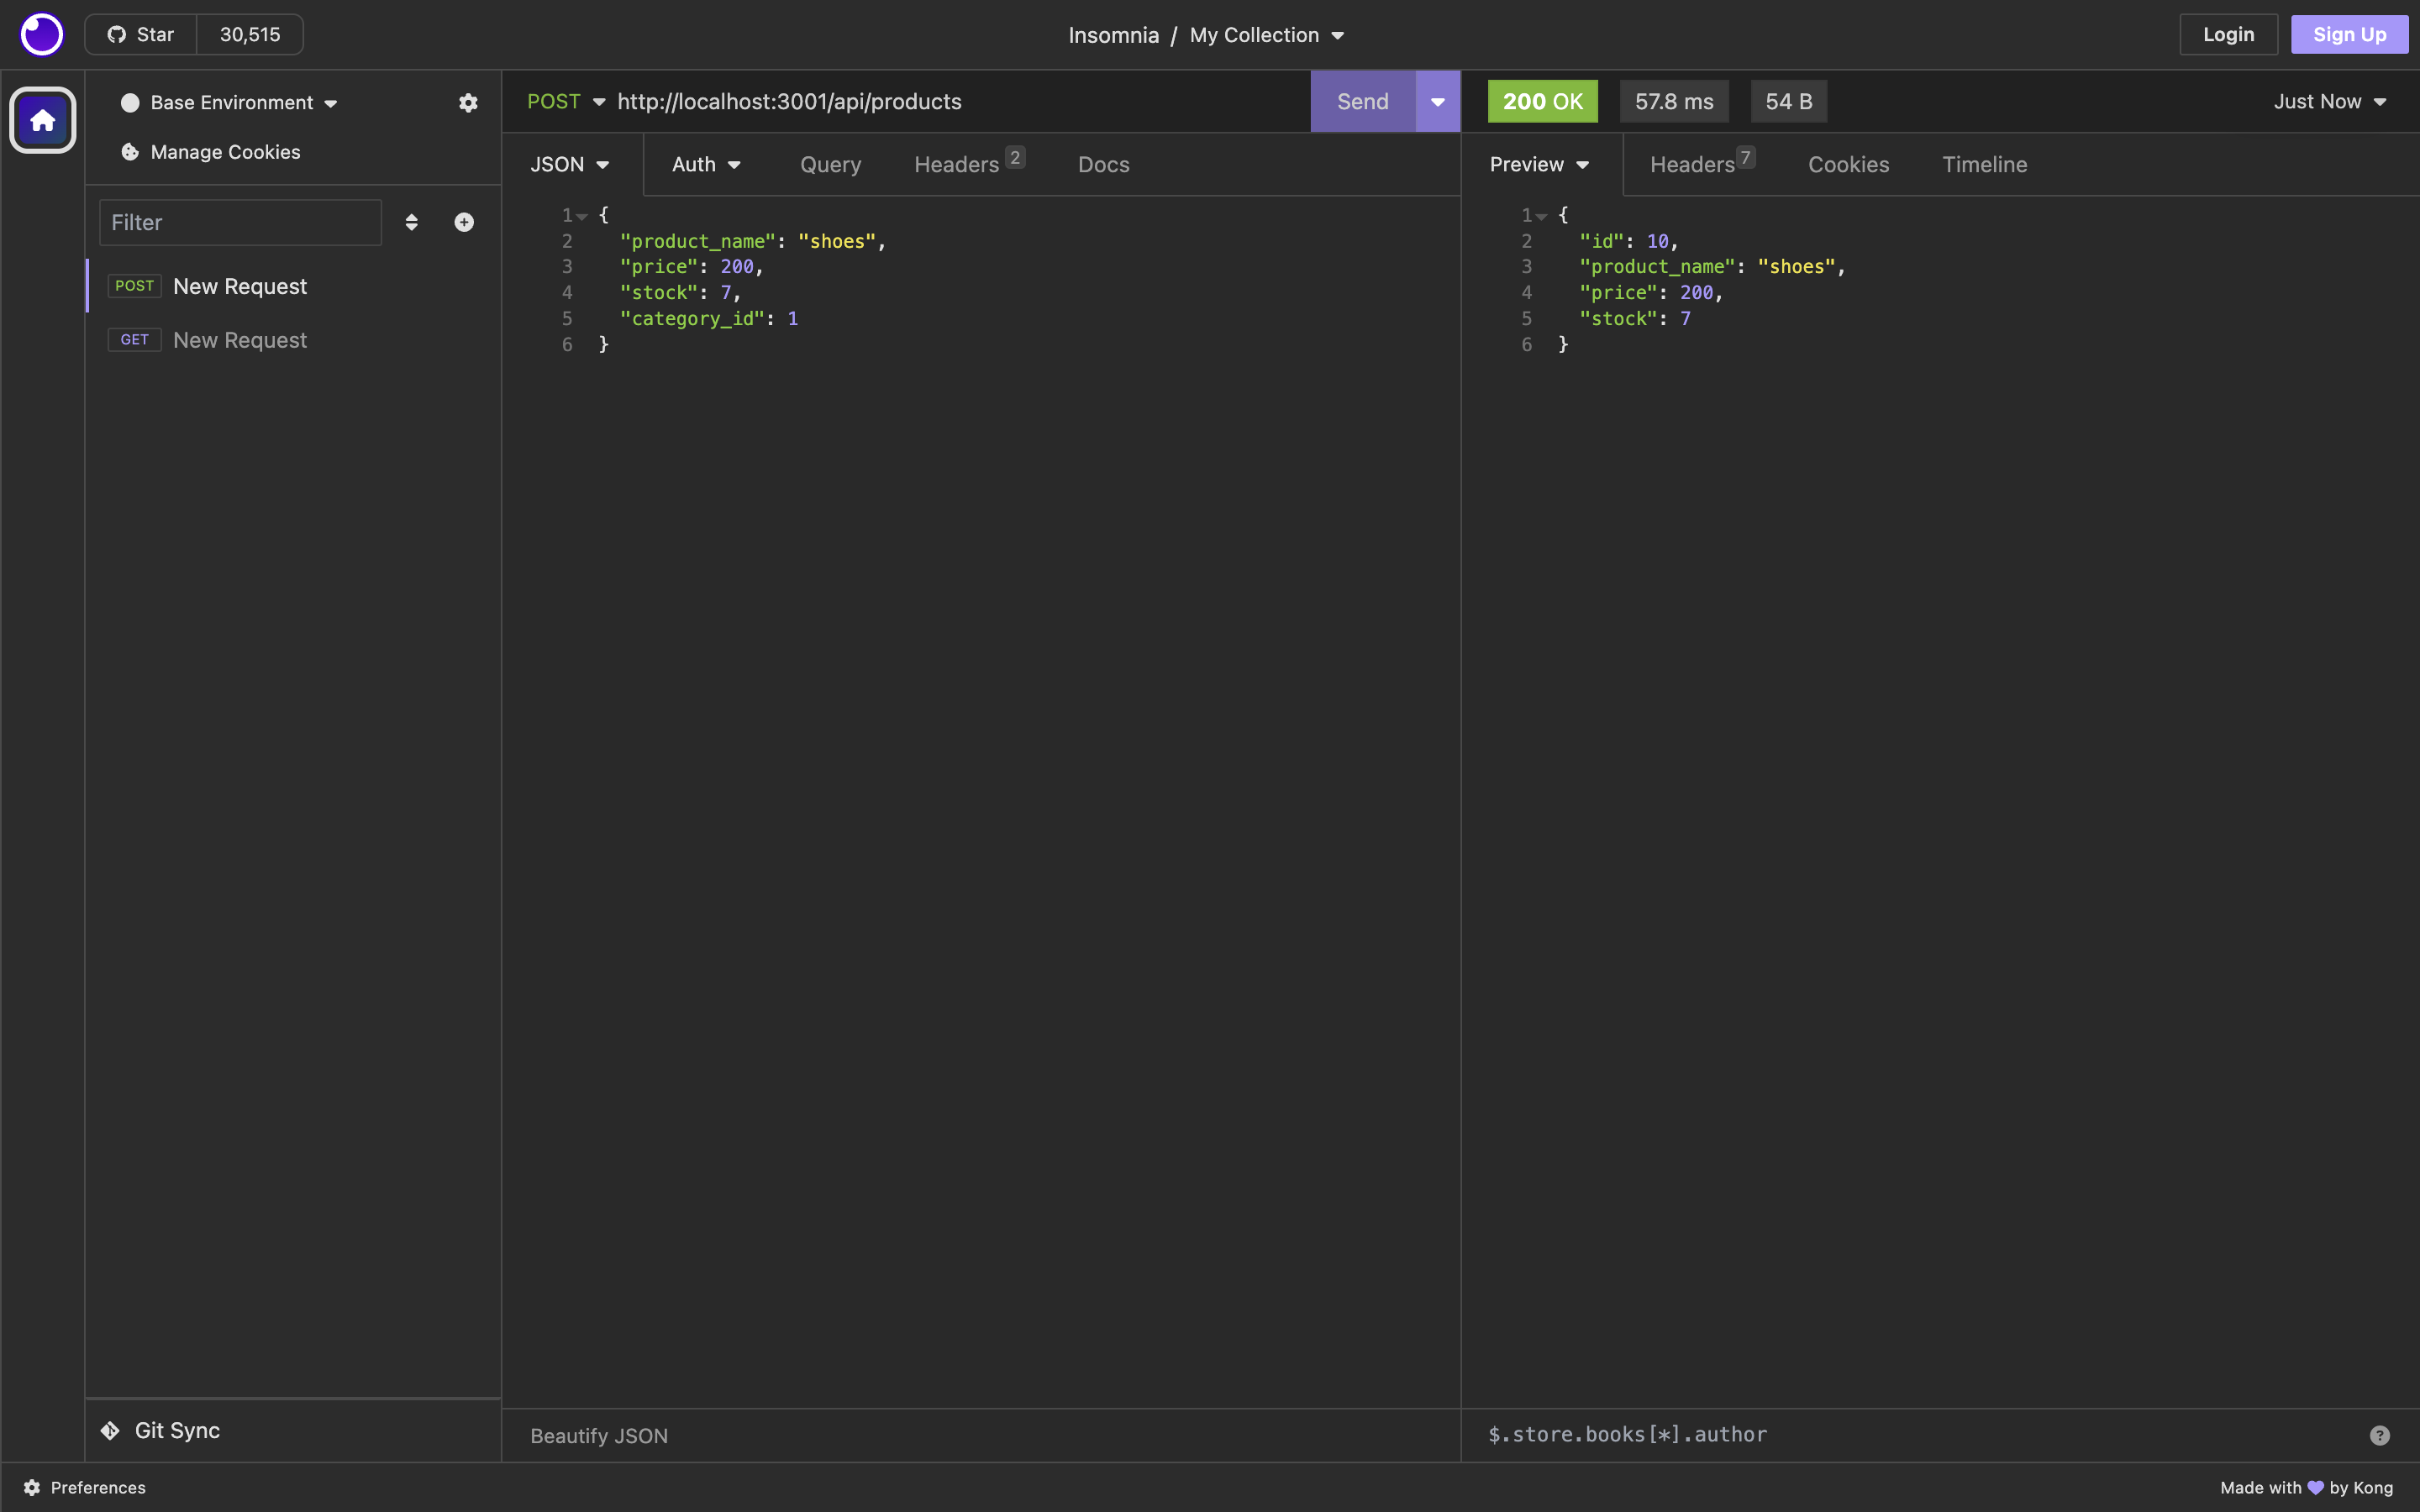 Star 30,515 Insomnia / My Collection Login Sign Up
Base Environment
Manage Cookies
Filter
POST New Request
GET New Request
Git Sync
POST http://localhost:3001/api/products Send
JSON Auth Query Headers 2 Docs
1 {
2 "product_name": "shoes",
3 "price": 200,
4 "stock": 7,
5 "category_id": 1
6 }
Beautify JSON
200 OK 57.8 ms 54 B Just Now
Preview Headers 7 Cookies Timeline
1 {
2 "id": 10,
3 "product_name": "shoes",
4 "price": 200,
5 "stock": 7
6 }
$.store.books[*].author ?
Preferences Made with 💜 by Kong